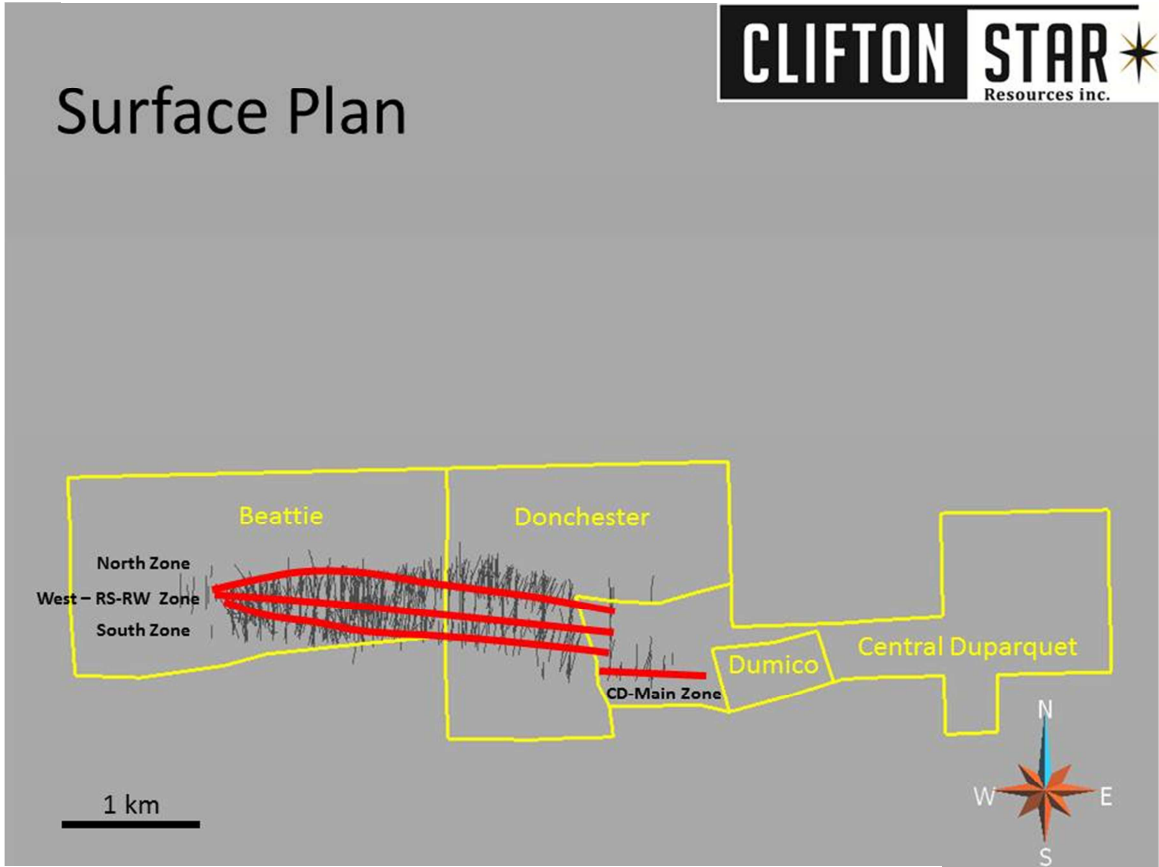 CLIFTON STAR
Resources inc.
Surface Plan
Beattie
Donchester
North Zone
West – RS-RW Zone
South Zone
Central Duparquet
Dumico
CD-Main Zone
N
W E
S
1 km